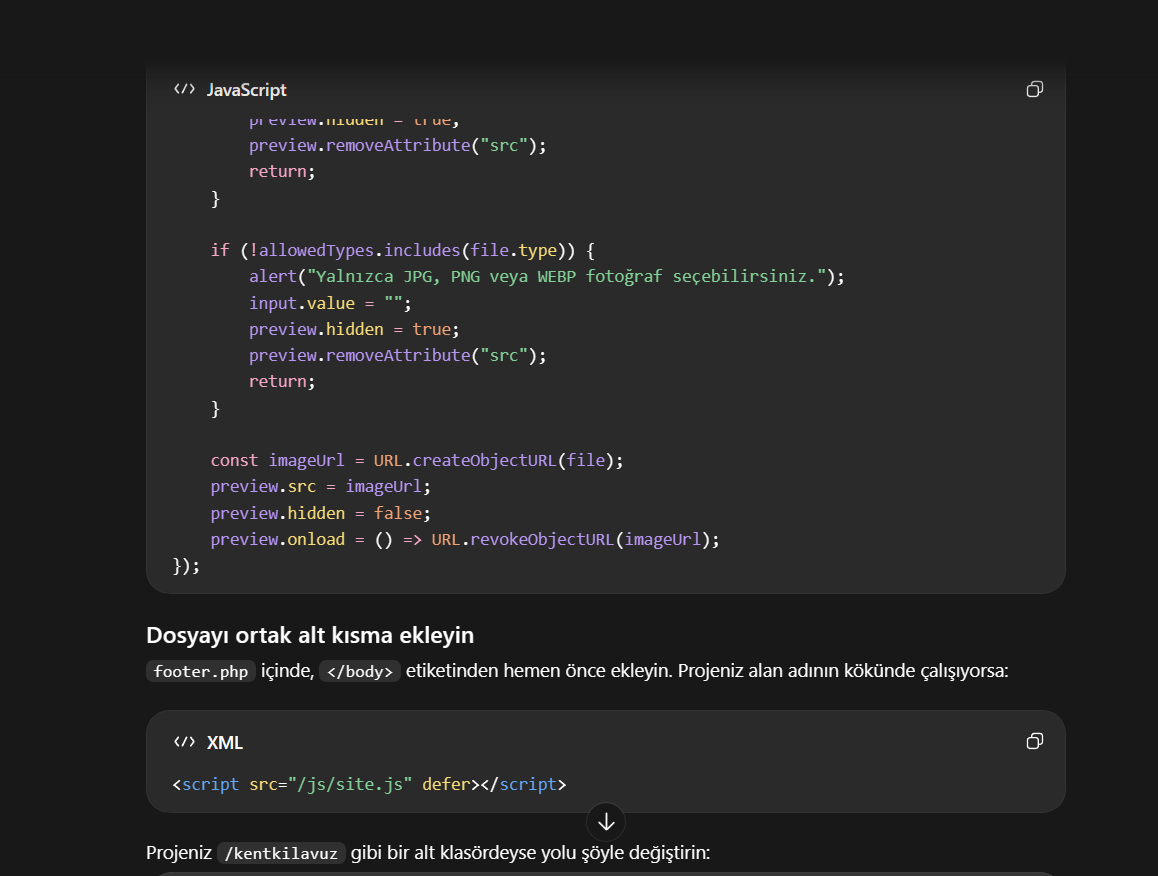 JavaScript
preview.hidden = true;
preview.removeAttribute("src");
return;
}
if (!allowedTypes.includes(file.type)) {
alert("Yalnızca JPG, PNG veya WEBP fotoğraf seçebilirsiniz.");
input.value = "";
preview.hidden = true;
preview.removeAttribute("src");
return;
}
const imageUrl = URL.createObjectURL(file);
preview.src = imageUrl;
preview.hidden = false;
preview.onload = () => URL.revokeObjectURL(imageUrl);
});
Dosyayı ortak alt kısma ekleyin
footer.php içinde, </body> etiketinden hemen önce ekleyin. Projeniz alan adının kökünde çalışıyorsa:
XML
<script src="/js/site.js" defer></script>
Projeniz /kentkilavuz gibi bir alt klasördeyse yolu şöyle değiştirin: